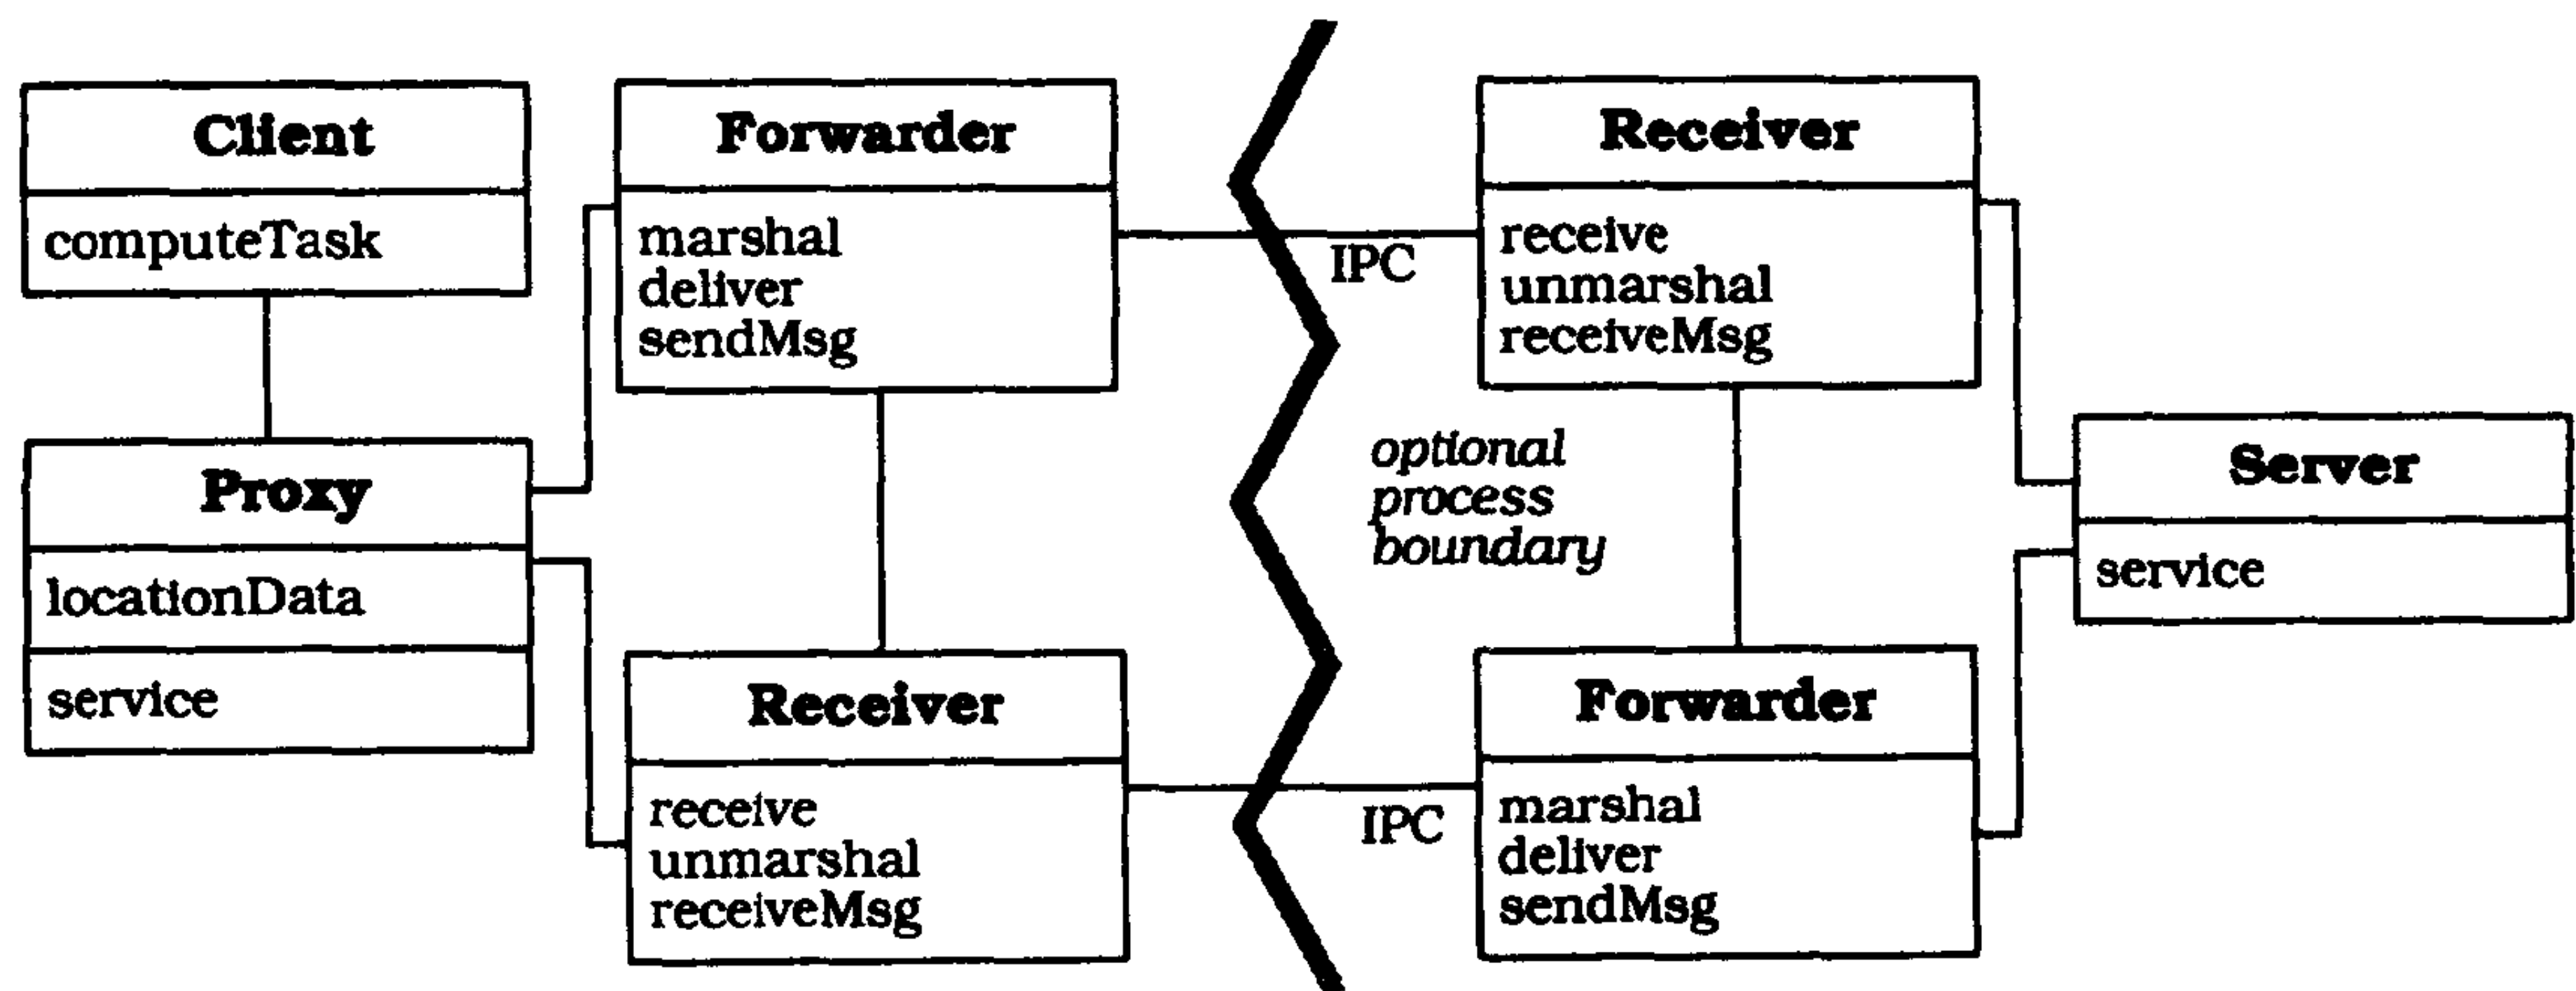 Client
computeTask
Forwarder
marshal
deliver
sendMsg
IPC
Receiver
receive
unmarshal
receiveMsg
Proxy
locationData
service
optional
process
boundary
Server
service
Receiver
receive
unmarshal
receiveMsg
IPC
Forwarder
marshal
deliver
sendMsg